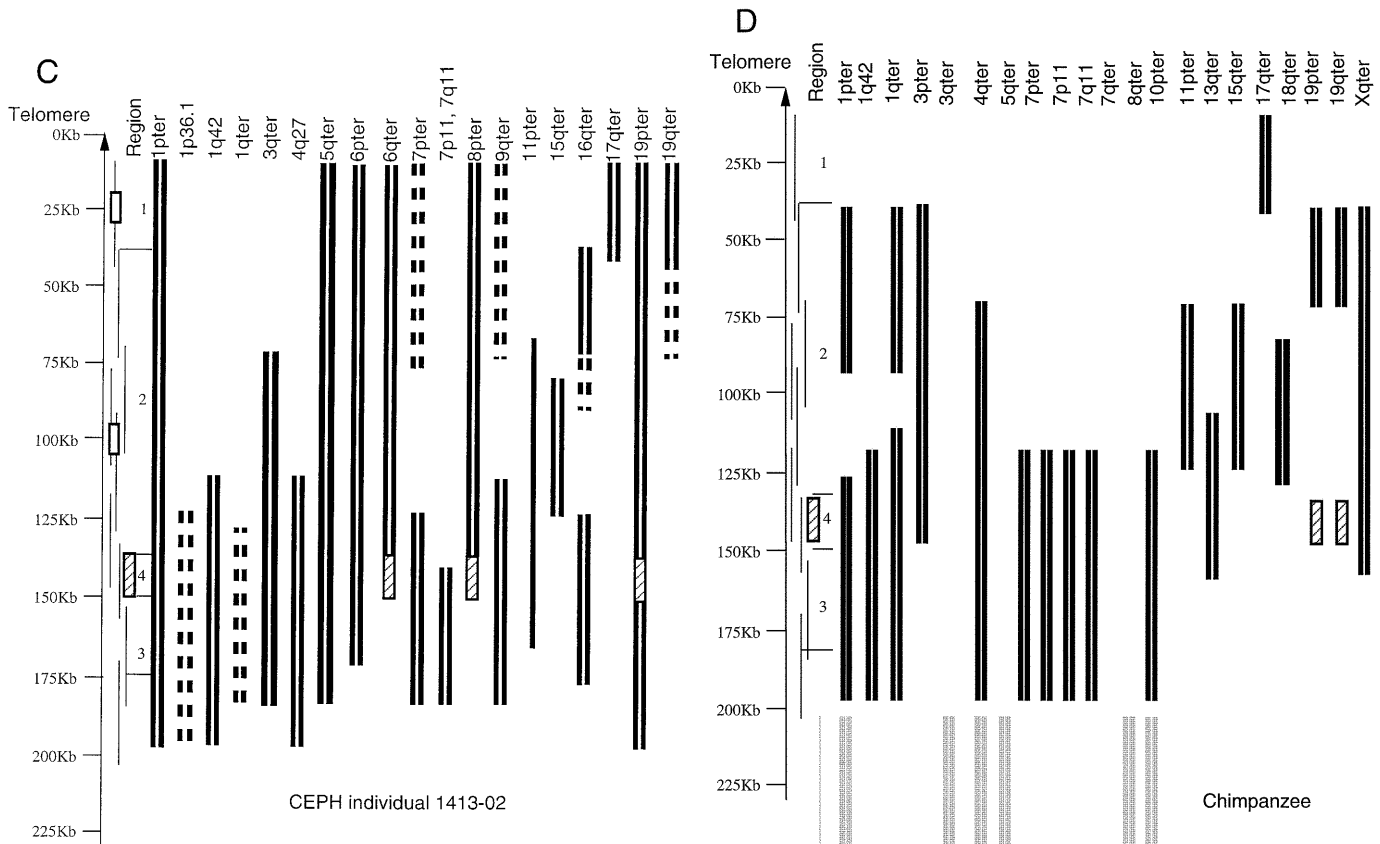 C
Telomere
Region
1pter
1p36.1
1q42
1qter
3qter
4q27
5qter
6pter
6qter
7pter
7p11, 7q11
8pter
9qter
11pter
15qter
16qter
17qter
19pter
19qter
0Kb
25Kb
50Kb
75Kb
100Kb
125Kb
150Kb
175Kb
200Kb
225Kb
1
2
4
3
CEPH individual 1413-02
D
Telomere
Region
1pter
1q42
1qter
3pter
3qter
4qter
5qter
7pter
7p11
7q11
7qter
8qter
10pter
11pter
13qter
15qter
17qter
18qter
19pter
19qter
Xqter
0Kb
25Kb
50Kb
75Kb
100Kb
125Kb
150Kb
175Kb
200Kb
225Kb
1
2
4
3
Chimpanzee